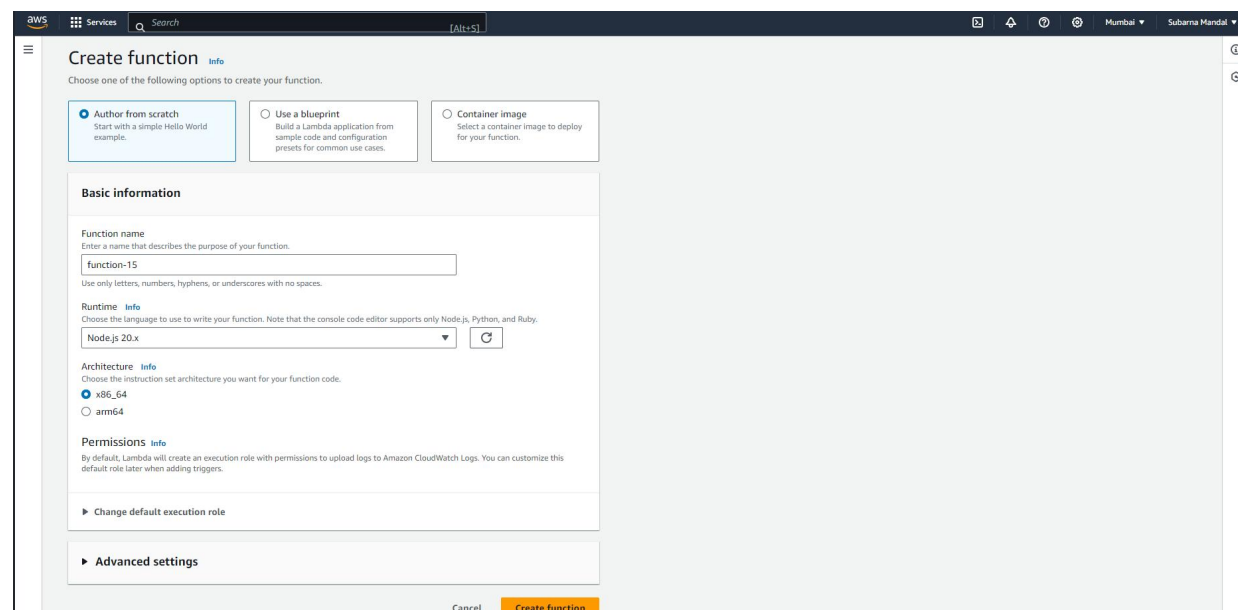 aws Services Search [Alt+S] Mumbai Subarna Mandal
Create function Info
Choose one of the following options to create your function.
Author from scratch
Start with a simple Hello World
example.
Use a blueprint
Build a Lambda application from
sample code and configuration
presets for common use cases.
Container image
Select a container image to deploy
for your function.
Basic information
Function name
Enter a name that describes the purpose of your function.
function-15
Use only letters, numbers, hyphens, or underscores with no spaces.
Runtime Info
Choose the language to use to write your function. Note that the console code editor supports only Node.js, Python, and Ruby.
Node.js 20.x
Architecture Info
Choose the instruction set architecture you want for your function code.
x86_64
arm64
Permissions Info
By default, Lambda will create an execution role with permissions to upload logs to Amazon CloudWatch Logs. You can customize this
default role later when adding triggers.
Change default execution role
Advanced settings
Cancel Create function